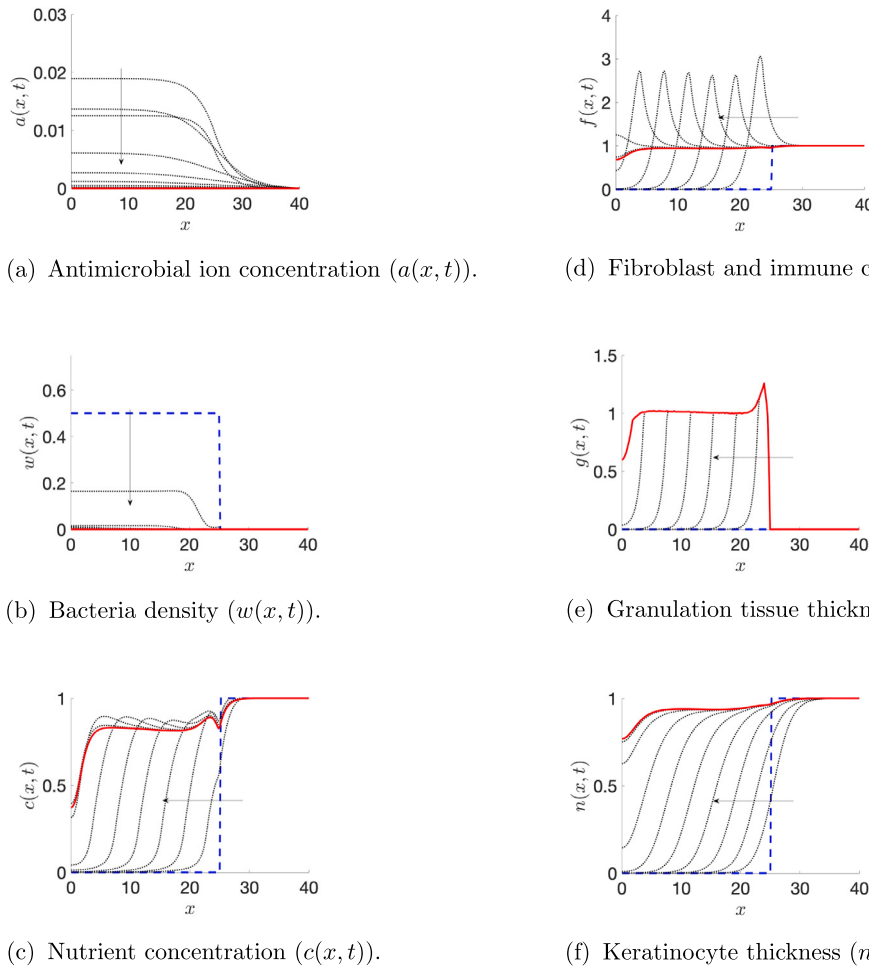 0.03
0.02
0.01
0
a(x, t)
0 10 20 30 40
x
(a) Antimicrobial ion concentration (a(x, t)).
4
3
2
1
0
f(x, t)
0 10 20 30 40
x
(d) Fibroblast and immune c
0.6
0.4
0.2
0
w(x, t)
0 10 20 30 40
x
(b) Bacteria density (w(x, t)).
1.5
1
0.5
0
g(x, t)
0 10 20 30 40
x
(e) Granulation tissue thickn
1
0.5
0
c(x, t)
0 10 20 30 40
x
(c) Nutrient concentration (c(x, t)).
1
0.5
0
n(x, t)
0 10 20 30 40
x
(f) Keratinocyte thickness (n